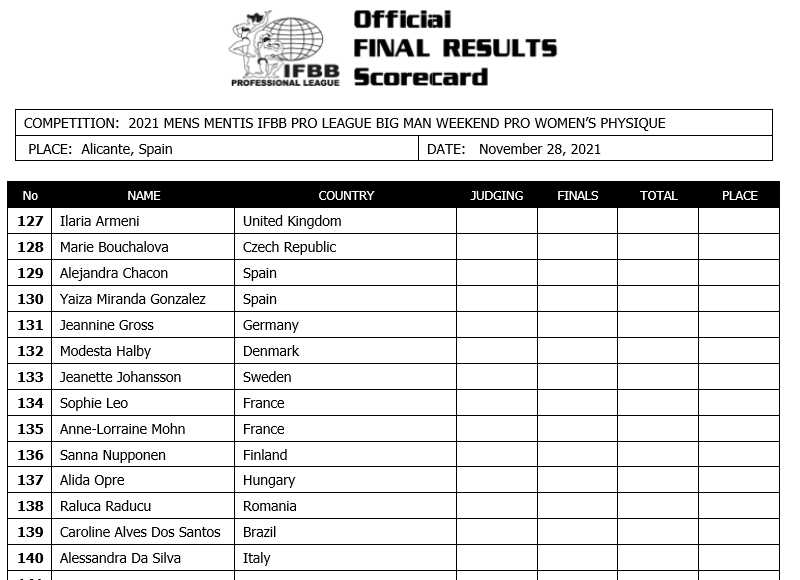 Official
FINAL RESULTS
Scorecard
IFBB
PROFESSIONAL LEAGUE
COMPETITION: 2021 MENS MENTIS IFBB PRO LEAGUE BIG MAN WEEKEND PRO WOMEN’S PHYSIQUE
PLACE: Alicante, Spain DATE: November 28, 2021
No NAME COUNTRY JUDGING FINALS TOTAL PLACE
127 Ilaria Armeni United Kingdom
128 Marie Bouchalova Czech Republic
129 Alejandra Chacon Spain
130 Yaiza Miranda Gonzalez Spain
131 Jeannine Gross Germany
132 Modesta Halby Denmark
133 Jeanette Johansson Sweden
134 Sophie Leo France
135 Anne-Lorraine Mohn France
136 Sanna Nupponen Finland
137 Alida Opre Hungary
138 Raluca Raducu Romania
139 Caroline Alves Dos Santos Brazil
140 Alessandra Da Silva Italy